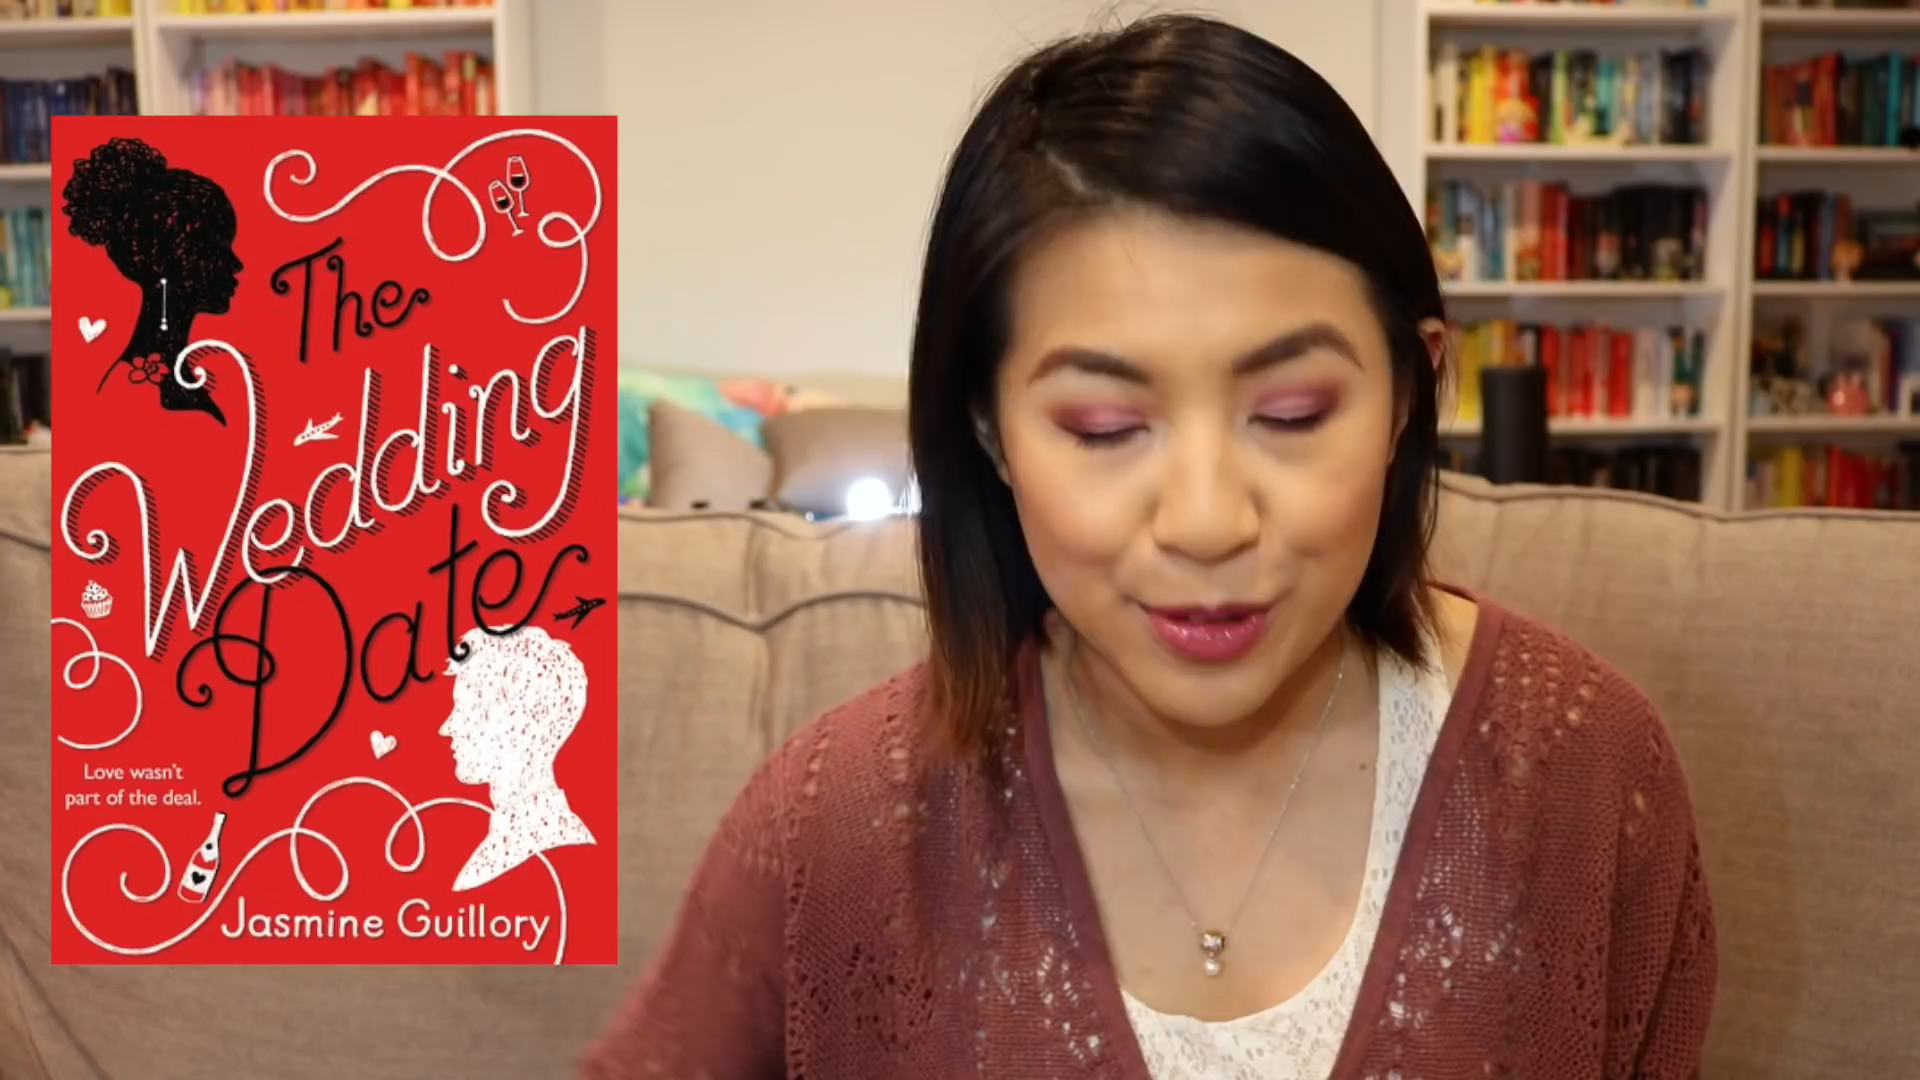 The
Wedding
Date
Love wasn't
part of the deal.
Jasmine Guillory